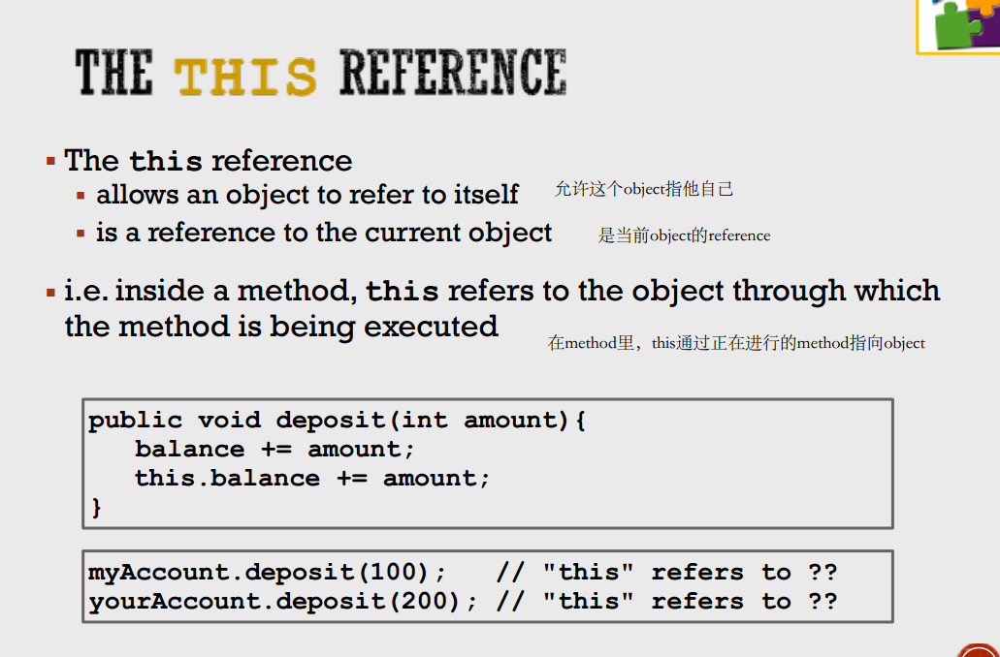 THE THIS REFERENCE
▪ The this reference
▪ allows an object to refer to itself 允许这个object指他自己
▪ is a reference to the current object 是当前object的reference
▪ i.e. inside a method, this refers to the object through which
the method is being executed
在method里，this通过正在进行的method指向object
public void deposit(int amount){
balance += amount;
this.balance += amount;
}
myAccount.deposit(100); // "this" refers to ??
yourAccount.deposit(200); // "this" refers to ??